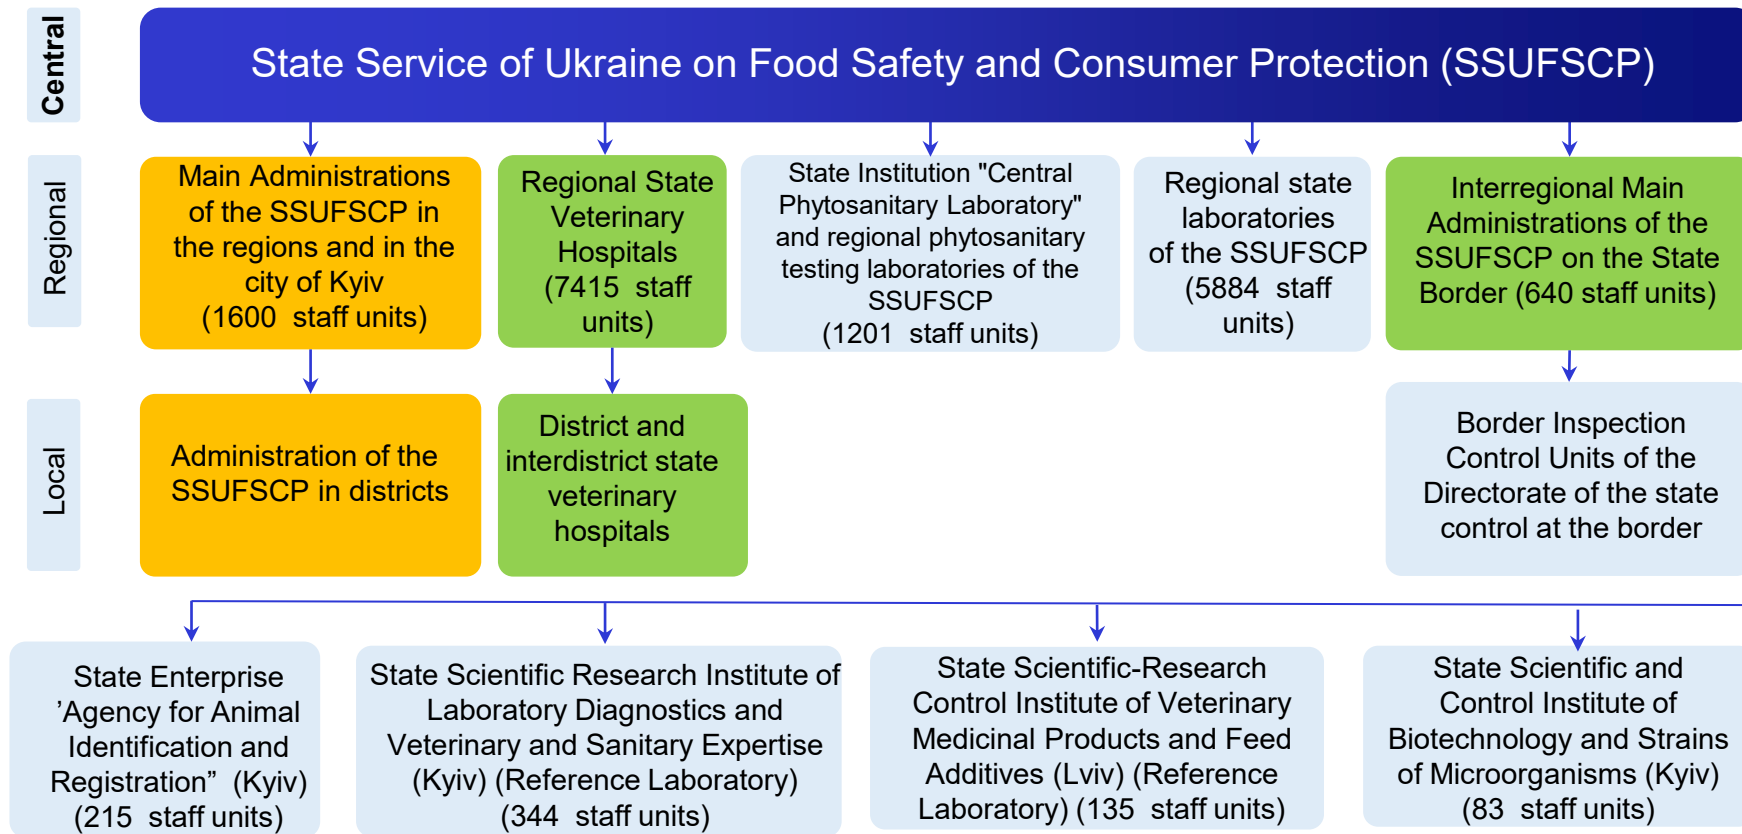 Central
State Service of Ukraine on Food Safety and Consumer Protection (SSUFSCP)
Regional
Main Administrations
of the SSUFSCP in
the regions and in the
city of Kyiv
(1600 staff units)
Regional State
Veterinary
Hospitals
(7415 staff
units)
State Institution "Central
Phytosanitary Laboratory"
and regional phytosanitary
testing laboratories of the
SSUFSCP
(1201 staff units)
Regional state
laboratories
of the SSUFSCP
(5884 staff
units)
Interregional Main
Administrations of the
SSUFSCP on the State
Border (640 staff units)
Local
Administration of the
SSUFSCP in districts
District and
interdistrict state
veterinary
hospitals
Border Inspection
Control Units of the
Directorate of the state
control at the border
State Enterprise
’Agency for Animal
Identification and
Registration” (Kyiv)
(215 staff units)
State Scientific Research Institute of
Laboratory Diagnostics and
Veterinary and Sanitary Expertise
(Kyiv) (Reference Laboratory)
(344 staff units)
State Scientific-Research
Control Institute of Veterinary
Medicinal Products and Feed
Additives (Lviv) (Reference
Laboratory) (135 staff units)
State Scientific and
Control Institute of
Biotechnology and Strains
of Microorganisms (Kyiv)
(83 staff units)